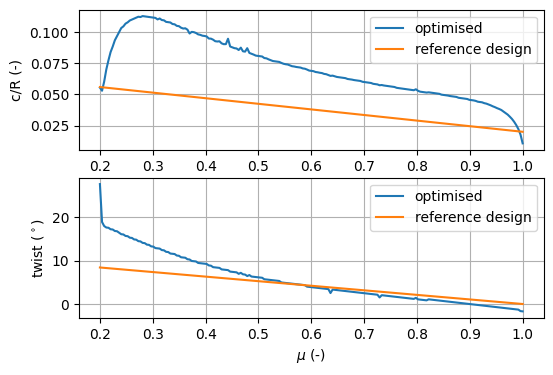 c/R (-)
0.100
0.075
0.050
0.025
optimised
reference design
0.2 0.3 0.4 0.5 0.6 0.7 0.8 0.9 1.0
twist (°)
20
10
0
optimised
reference design
0.2 0.3 0.4 0.5 0.6 0.7 0.8 0.9 1.0
μ (-)